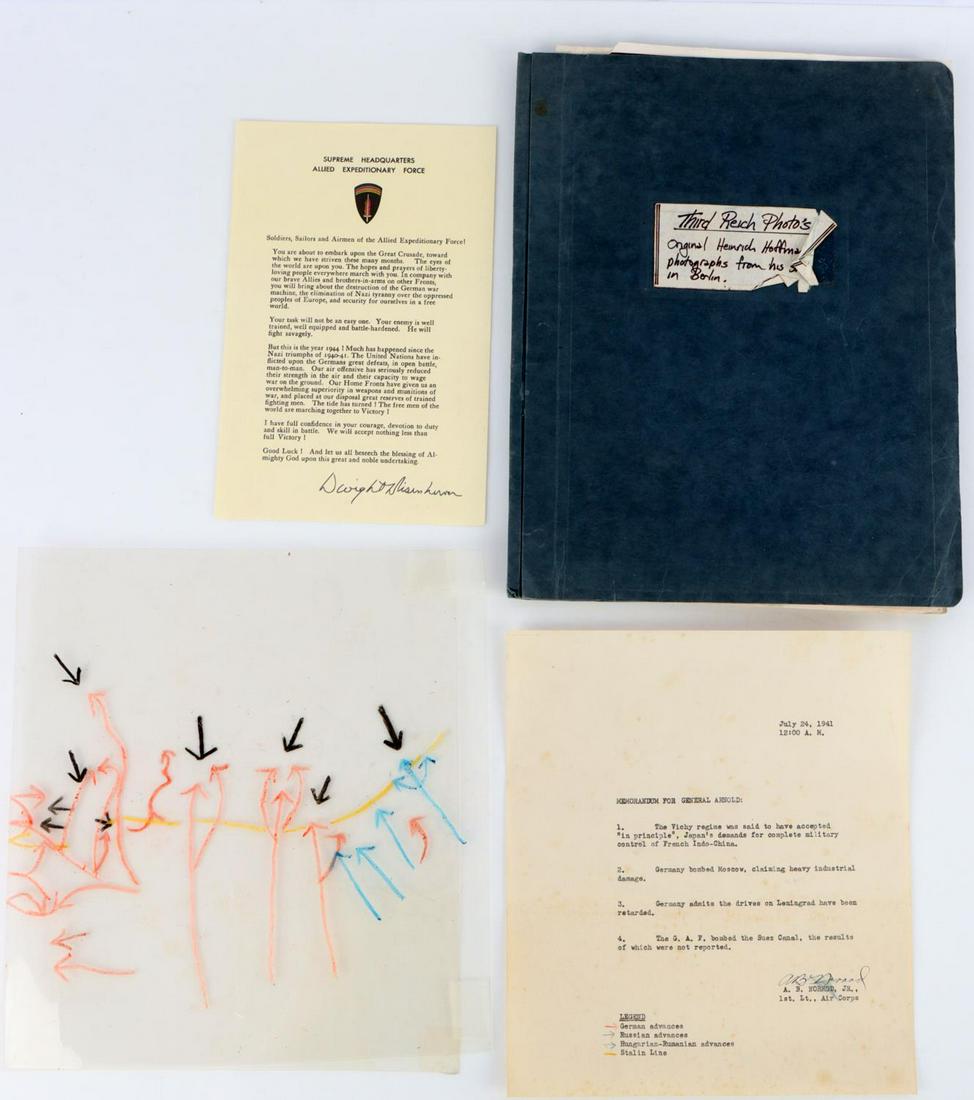 SUPREME HEADQUARTERS
ALLIED EXPEDITIONARY FORCE
Soldiers, Sailors and Airmen of the Allied Expeditionary Force!
You are about to embark upon the Great Crusade, toward
which we have striven these many months. The eyes of
the world are upon you. The hopes and prayers of liberty-
loving people everywhere march with you. In company with
our brave Allies and brothers-in-arms on other Fronts,
you will bring about the destruction of the German war
machine, the elimination of Nazi tyranny over the oppressed
peoples of Europe, and security for ourselves in a free
world.
Your task will not be an easy one. Your enemy is well
trained, well equipped and battle-hardened. He will
fight savagely.
But this is the year 1944 ! Much has happened since the
Nazi triumphs of 1940-41. The United Nations have in-
flicted upon the Germans great defeats, in open battle,
man-to-man. Our air offensive has seriously reduced
their strength in the air and their capacity to wage
war on the ground. Our Home Fronts have given us an
overwhelming superiority in weapons and munitions of
war, and placed at our disposal great reserves of trained
fighting men. The tide has turned ! The free men of the
world are marching together to Victory !
I have full confidence in your courage, devotion to duty
and skill in battle. We will accept nothing less than
full Victory !
Good Luck ! And let us all beseech the blessing of Al-
mighty God upon this great and noble undertaking.
Dwight D Eisenhower
Third Reich Photo's
Original Heinrich Hoffma
photographs from his S
in Berlin.
July 24, 1941
12:00 A. M.
MEMORANDUM FOR GENERAL ARNOLD:
1. The Vichy regime was said to have accepted
"in principle", Japan's demands for complete military
control of French Indo-China.
2. Germany bombed Moscow, claiming heavy industrial
damage.
3. Germany admits the drives on Leningrad have been
retarded.
4. The G. A. F. bombed the Suez Canal, the results
of which were not reported.
A. B. JR.,
1st. Lt., Air Corps
LEGEND
German advances
Russian advances
Hungarian-Rumanian advances
Stalin Line